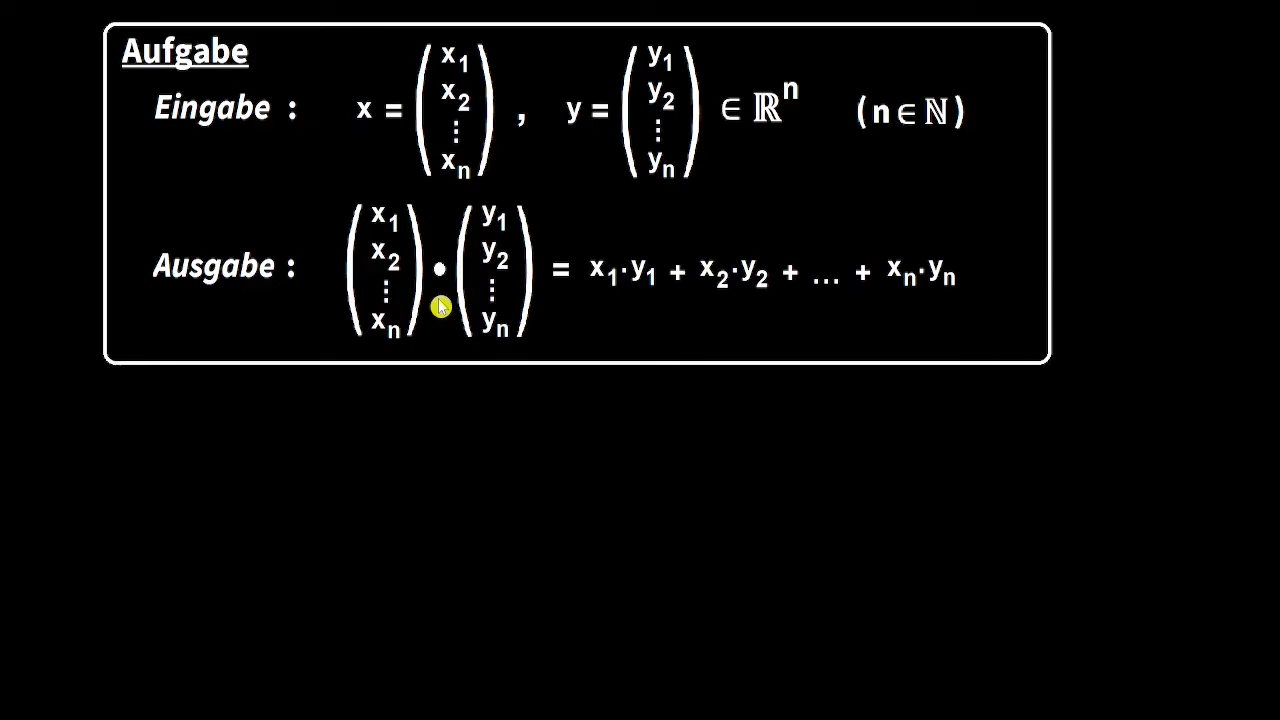 Aufgabe
Eingabe : x = (x₁ x₂ ⋮ xₙ) , y = (y₁ y₂ ⋮ yₙ) ∈ ℝⁿ (n ∈ ℕ)
Ausgabe : (x₁ x₂ ⋮ xₙ) • (y₁ y₂ ⋮ yₙ) = x₁·y₁ + x₂·y₂ + ... + xₙ·yₙ